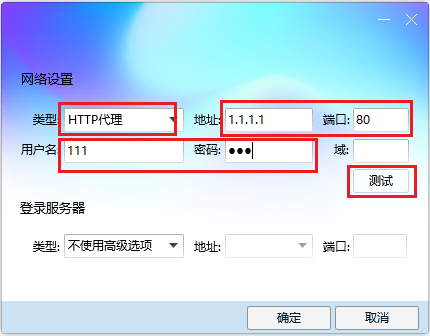 网络设置
类型: HTTP代理 地址: 1.1.1.1 端口: 80
用户名: 111 密码: ●●● 域:
测试
登录服务器
类型: 不使用高级选项 地址: 端口:
确定 取消